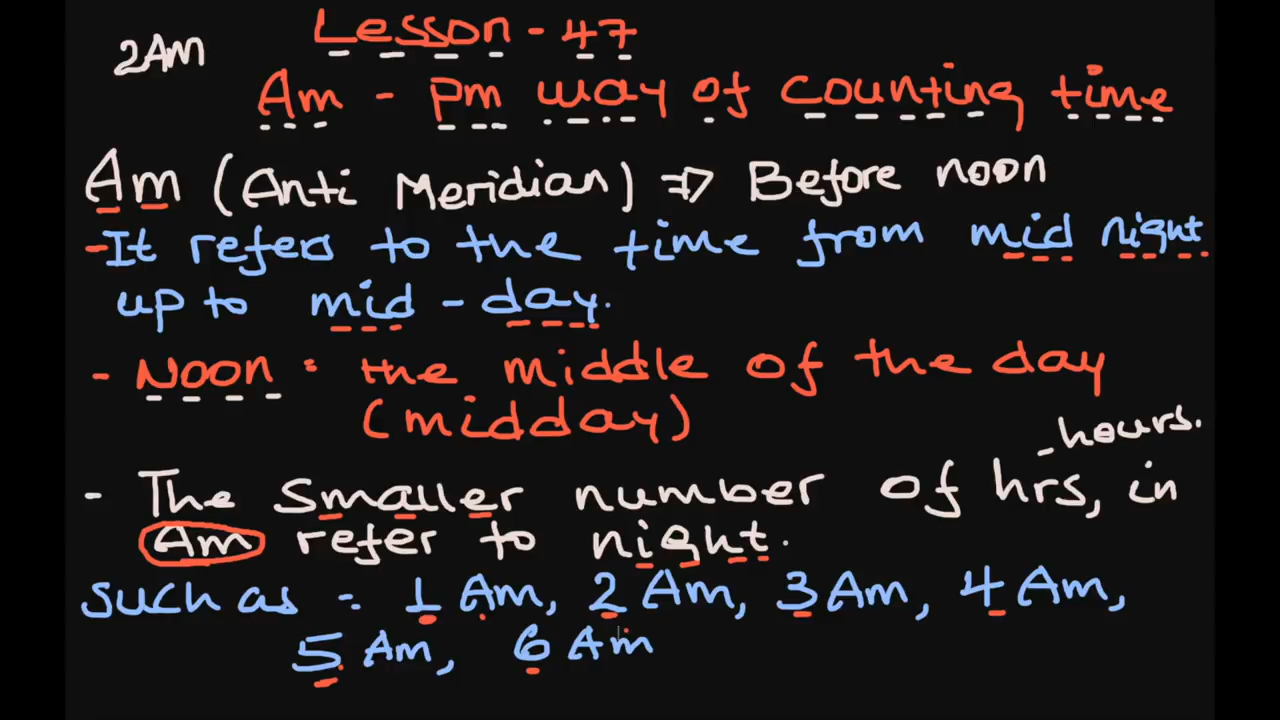 Lesson - 47
2AM
Am - pm way of counting time
Am (Anti Meridian) ⇒ Before noon
- It refers to the time from mid night
up to mid - day.
- Noon = the middle of the day
(midday)
- hours.
- The smaller number of hrs, in
Am refer to night.
such as = 1 Am, 2 Am, 3 Am, 4 Am,
5 Am, 6 Am